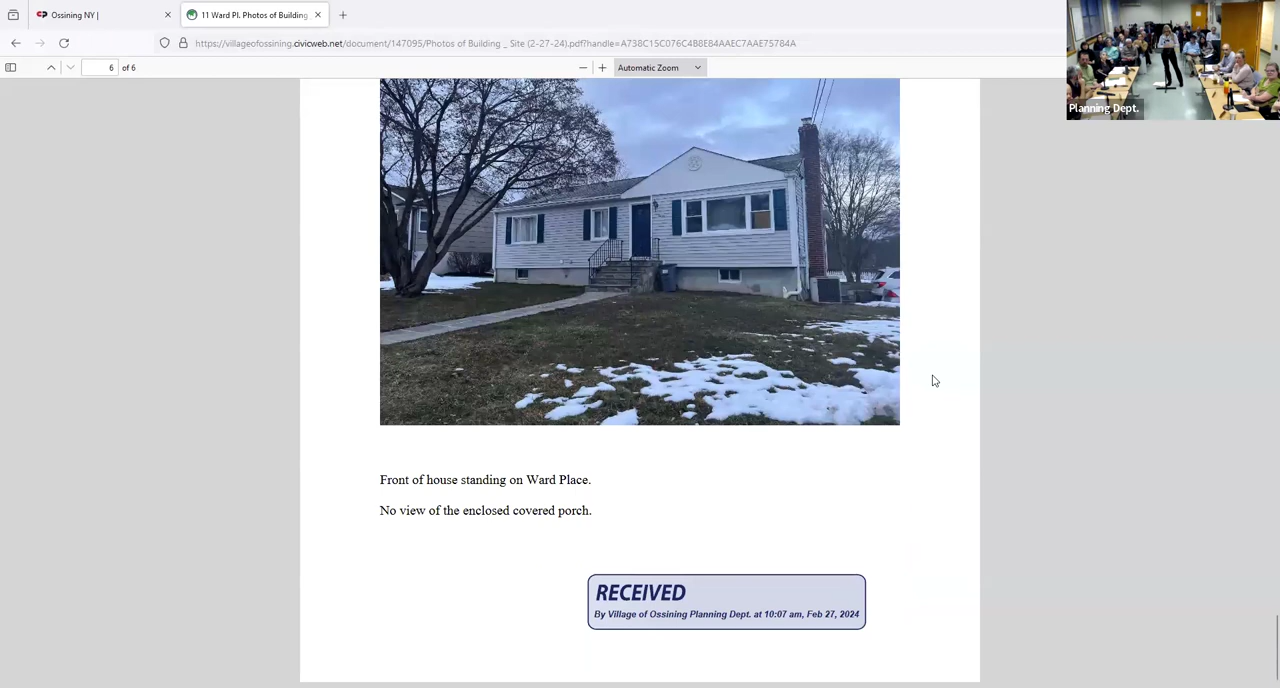 Ossining NY |
11 Ward Pl. Photos of Building
https://villageofossining.civicweb.net/document/147095/Photos of Building _ Site (2-27-24).pdf?handle=A738C15C076C4B8EB4AAEC7AAE75784A
6 of 6
Automatic Zoom
Planning Dept.
Front of house standing on Ward Place.
No view of the enclosed covered porch.
RECEIVED
By Village of Ossining Planning Dept. at 10:07 am, Feb 27, 2024